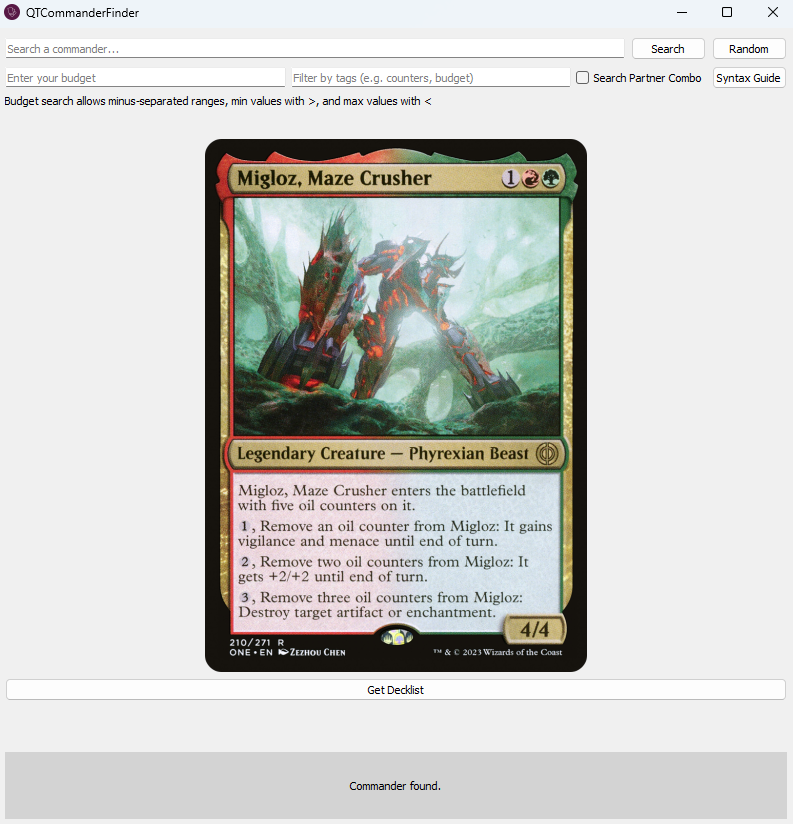 QTCommanderFinder
Search a commander...
Search
Random
Enter your budget
Filter by tags (e.g. counters, budget)
Search Partner Combo
Syntax Guide
Budget search allows minus-separated ranges, min values with >, and max values with <
Migloz, Maze Crusher
1
Legendary Creature — Phyrexian Beast
Migloz, Maze Crusher enters the battlefield
with five oil counters on it.
1, Remove an oil counter from Migloz: It gains
vigilance and menace until end of turn.
2, Remove two oil counters from Migloz: It
gets +2/+2 until end of turn.
3, Remove three oil counters from Migloz:
Destroy target artifact or enchantment.
4/4
210/271 R
ONE • EN Zezhou Chen
™ & © 2023 Wizards of the Coast
Get Decklist
Commander found.